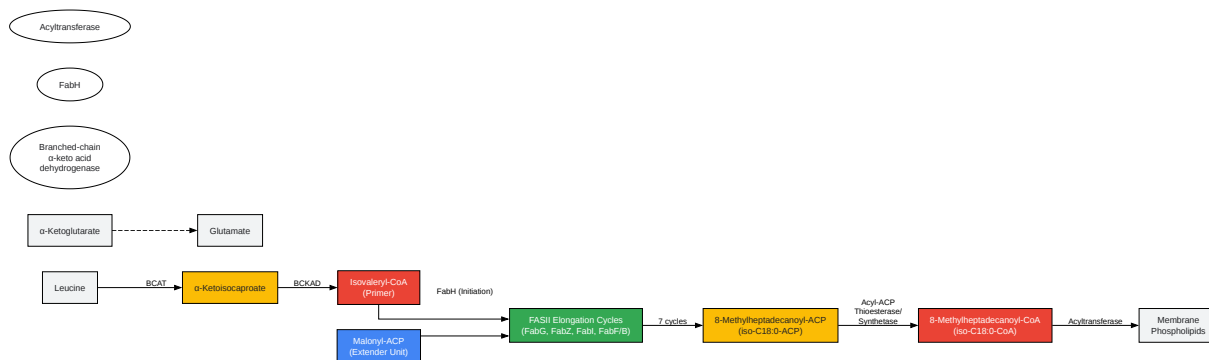 Acyltransferase
FabH
Branched-chain
α-keto acid
dehydrogenase
α-Ketoglutarate
Glutamate
Leucine
BCAT
α-Ketoisocaproate
BCKAD
Isovaleryl-CoA
(Primer)
FabH (Initiation)
Malonyl-ACP
(Extender Unit)
FASII Elongation Cycles
(FabG, FabZ, FabI, FabF/B)
7 cycles
8-Methylheptadecanoyl-ACP
(iso-C18:0-ACP)
Acyl-ACP
Thioesterase/
Synthetase
8-Methylheptadecanoyl-CoA
(iso-C18:0-CoA)
Acyltransferase
Membrane
Phospholipids